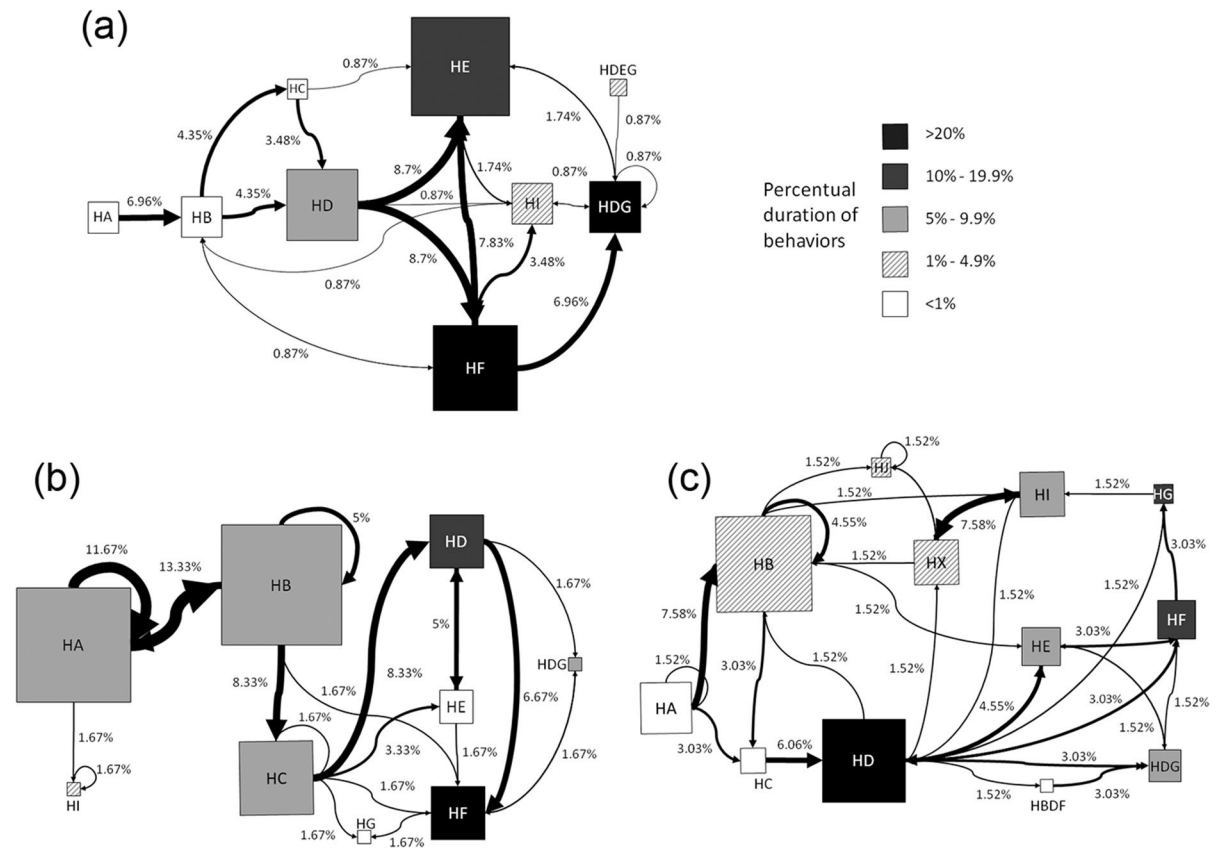 (a)
HE
HDEG
0.87%
HC
4.35%
3.48%
1.74%
0.87%
0.87%
8.7%
1.74%
0.87%
HA
6.96%
HB
4.35%
HD
0.87%
HI
HDG
8.7%
7.83%
3.48%
0.87%
6.96%
0.87%
HF
Percentual
duration of
behaviors
>20%
10% - 19.9%
5% - 9.9%
1% - 4.9%
<1%
(b)
11.67%
13.33%
5%
HD
HB
HA
5%
1.67%
HDG
8.33%
8.33%
1.67%
6.67%
HE
1.67%
1.67%
3.33%
1.67%
1.67%
HI
1.67%
HC
1.67%
HF
HG
1.67%
1.67%
(c)
1.52%
HJ
1.52%
1.52%
HI
1.52%
HG
4.55%
7.58%
HB
1.52%
HX
3.03%
1.52%
1.52%
7.58%
1.52%
HF
HE
3.03%
1.52%
3.03%
1.52%
1.52%
HA
3.03%
1.52%
4.55%
1.52%
3.03%
6.06%
HC
HD
3.03%
HDG
1.52%
HBDF
3.03%